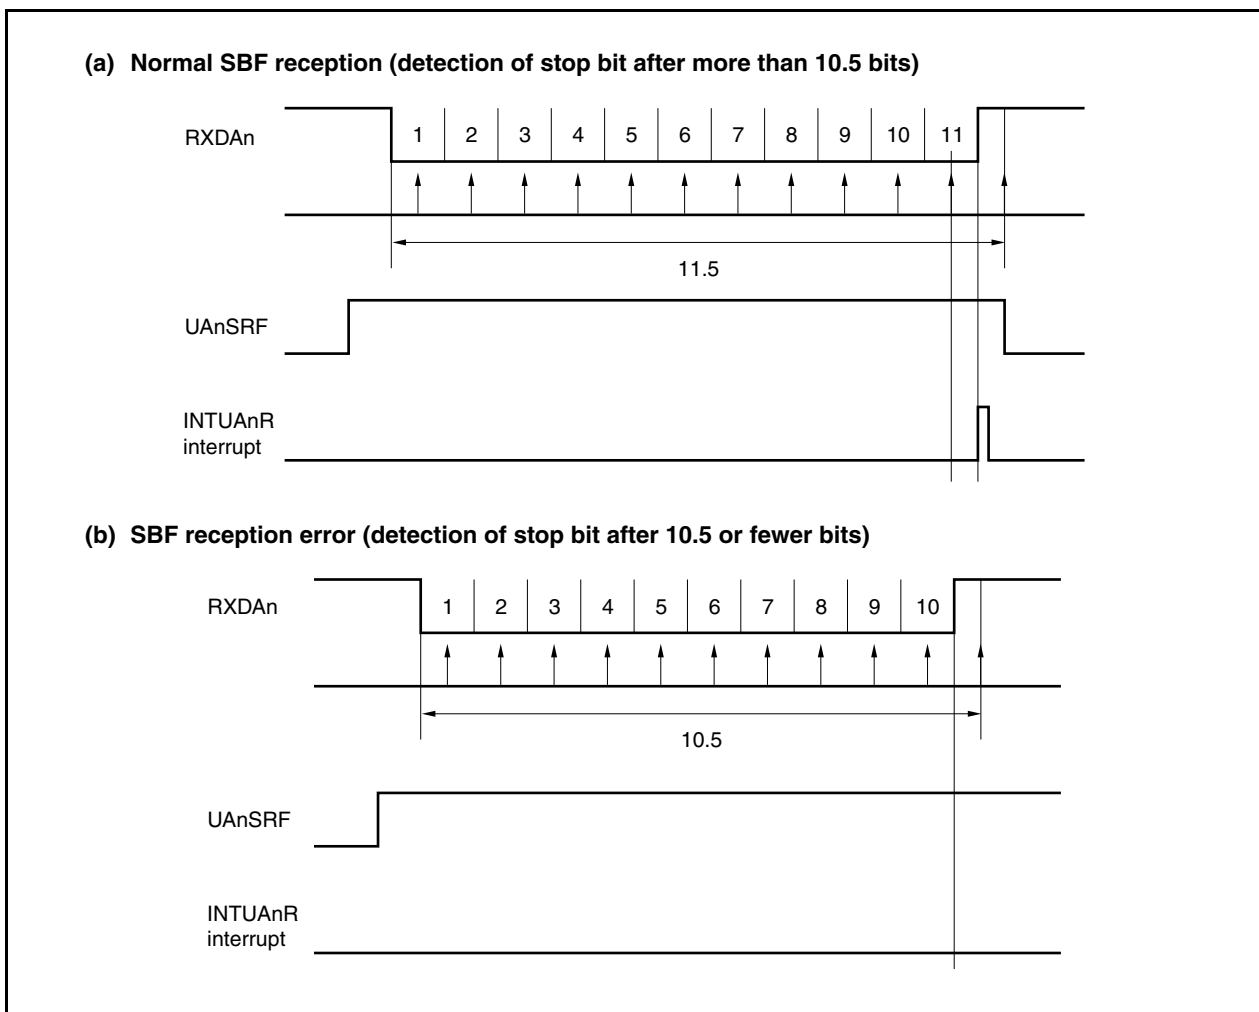 (a) Normal SBF reception (detection of stop bit after more than 10.5 bits)
RXDAn
1 2 3 4 5 6 7 8 9 10 11
11.5
UAnSRF
INTUAnR
interrupt
(b) SBF reception error (detection of stop bit after 10.5 or fewer bits)
RXDAn
1 2 3 4 5 6 7 8 9 10
10.5
UAnSRF
INTUAnR
interrupt